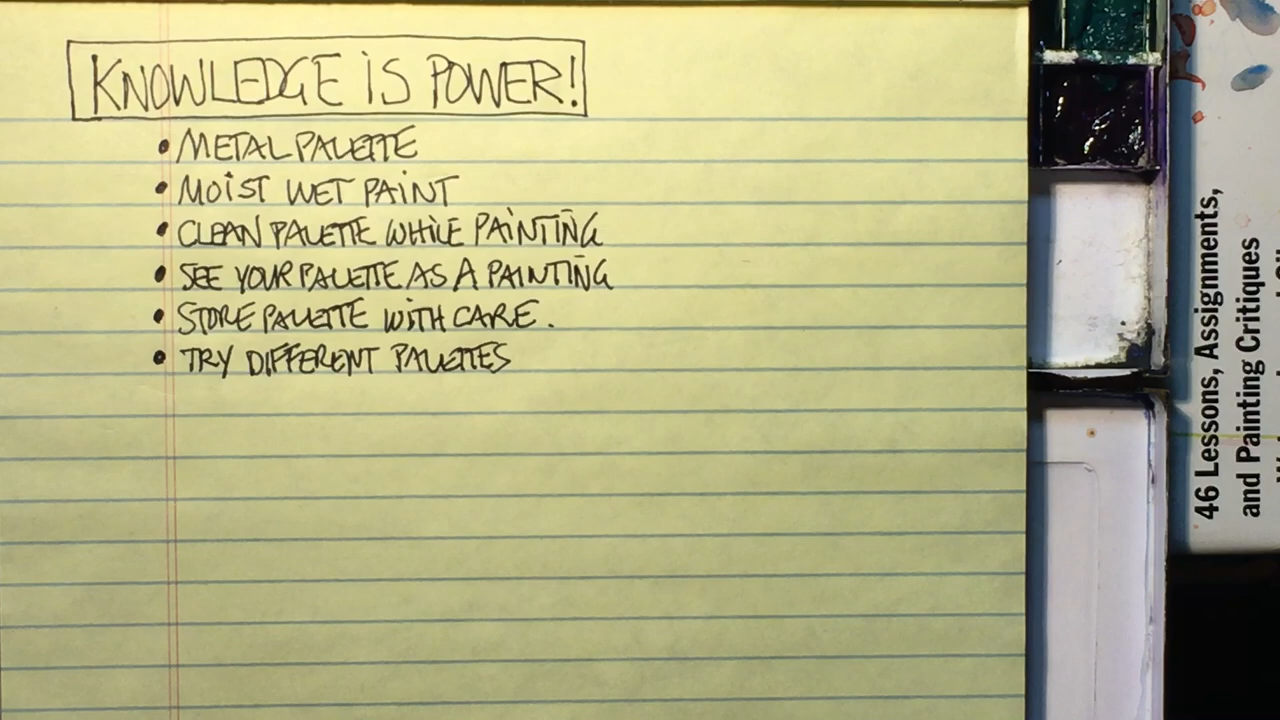 KNOWLEDGE IS POWER!
• METAL PALETTE
• MOIST WET PAINT
• CLEAN PALETTE WHILE PAINTING
• SEE YOUR PALETTE AS A PAINTING
• STORE PALETTE WITH CARE.
• TRY DIFFERENT PALETTES
46 Lessons, Assignments,
and Painting Critiques